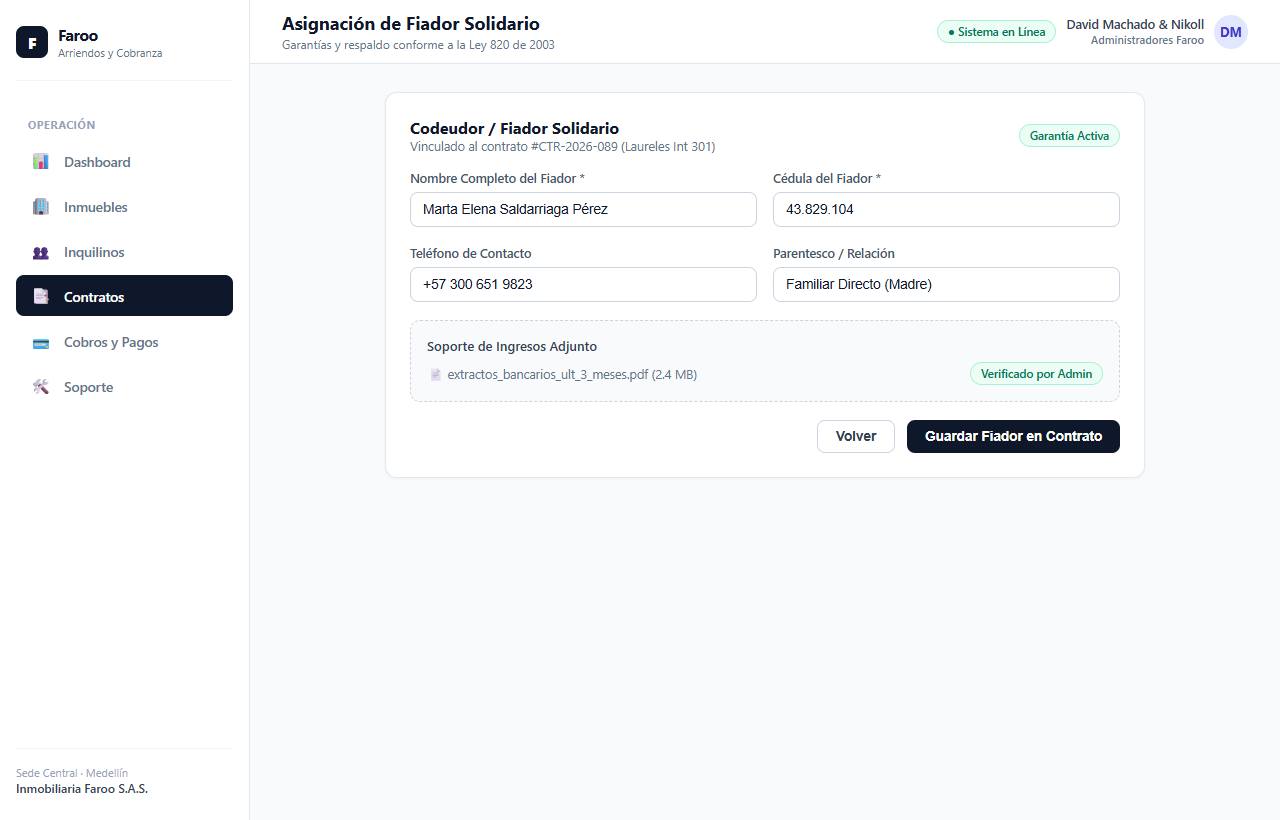 F
Faroo
Arriendos y Cobranza
OPERACIÓN
Dashboard
Inmuebles
Inquilinos
Contratos
Cobros y Pagos
Soporte
Sede Central · Medellín
Inmobiliaria Faroo S.A.S.
Asignación de Fiador Solidario
Garantías y respaldo conforme a la Ley 820 de 2003
● Sistema en Línea
David Machado & Nikoll
Administradores Faroo
DM
Codeudor / Fiador Solidario
Vinculado al contrato #CTR-2026-089 (Laureles Int 301)
Garantía Activa
Nombre Completo del Fiador *
Marta Elena Saldarriaga Pérez
Cédula del Fiador *
43.829.104
Teléfono de Contacto
+57 300 651 9823
Parentesco / Relación
Familiar Directo (Madre)
Soporte de Ingresos Adjunto
extractos_bancarios_ult_3_meses.pdf (2.4 MB)
Verificado por Admin
Volver
Guardar Fiador en Contrato